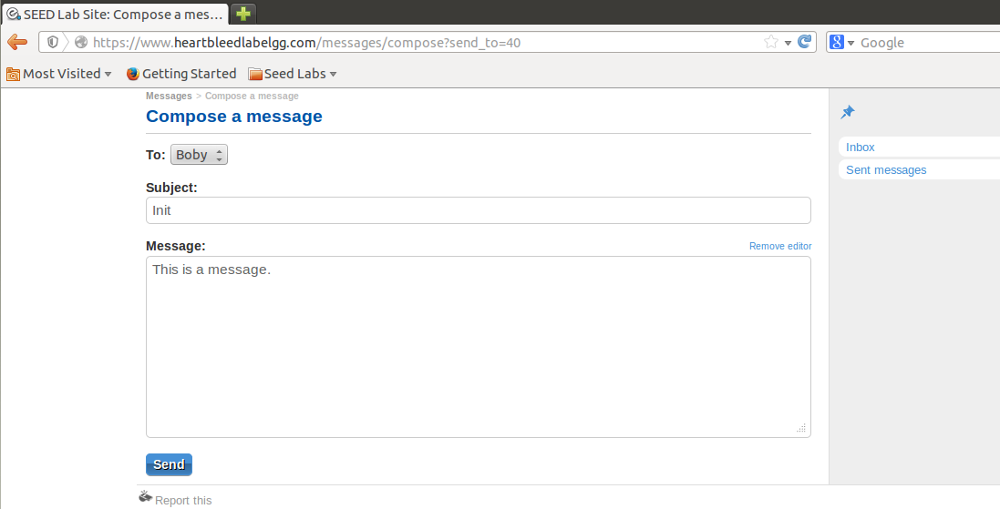 SEED Lab Site: Compose a mes...
https://www.heartbleedlabelgg.com/messages/compose?send_to=40
Google
Most Visited Getting Started Seed Labs
Messages > Compose a message
Compose a message
To: Boby
Subject:
Init
Message: Remove editor
This is a message.
Send
Report this
Inbox
Sent messages